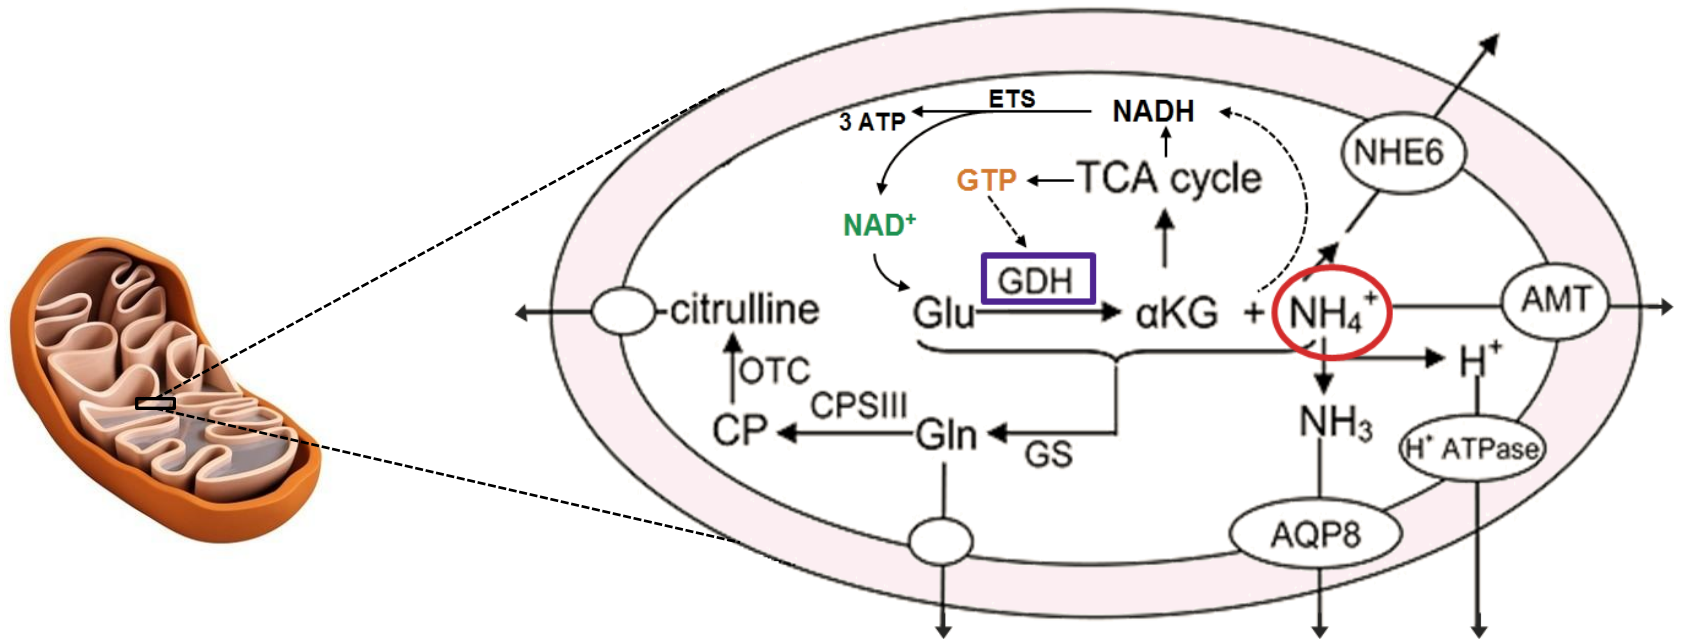 ETS
NADH
3 ATP
NHE6
GTP
TCA cycle
NAD⁺
GDH
citrulline
Glu
αKG
+
NH₄⁺
AMT
OTC
H⁺
CPSIII
CP
Gln
GS
NH₃
H⁺ ATPase
AQP8